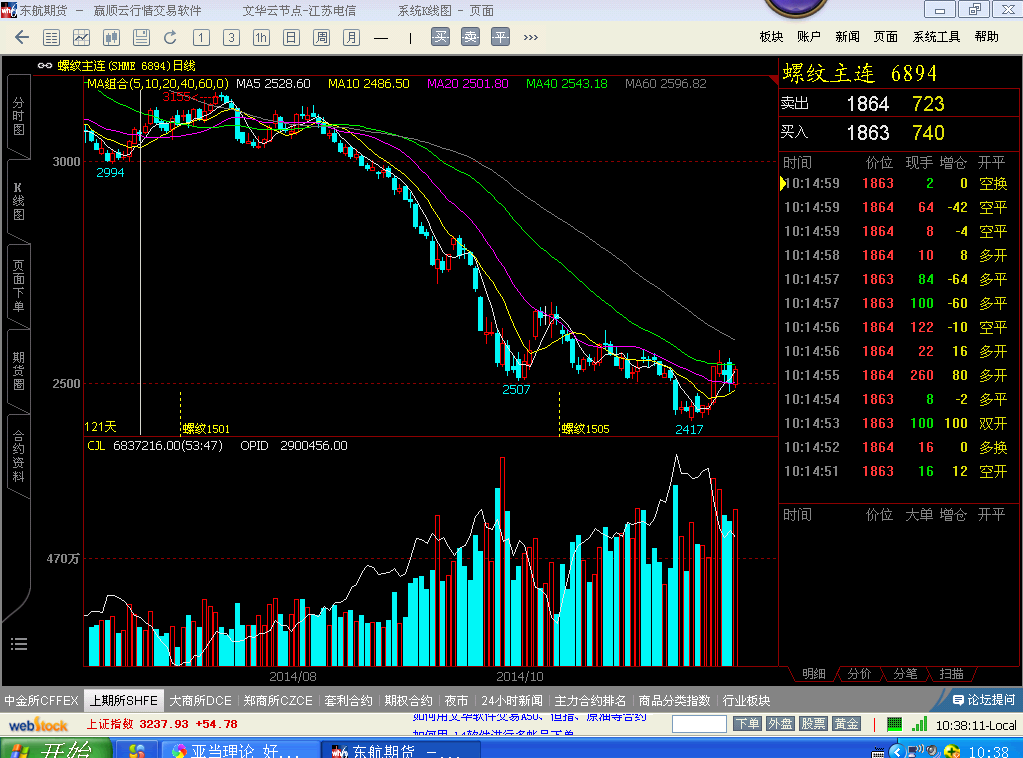 东航期货 － 赢顺云行情交易软件 文华云节点-江苏电信 系统K线图 - 页面
1 3 1h 日 周 月 买 卖 平 >>>
板块 账户 新闻 页面 系统工具 帮助
螺纹主连(SHME 6894)日线
MA组合(5,10,20,40,60,0) MA5 2528.60 MA10 2486.50 MA20 2501.80 MA40 2543.18 MA60 2596.82
分时图
K线图
页面下单
期货圈
合约资料
3000
2994
2500
2507
2417
121天
螺纹1501
螺纹1505
CJL 6837216.00(53:47) OPID 2900456.00
470万
2014/08
2014/10
螺纹主连 6894
卖出 1864 723
买入 1863 740
时间 价位 现手 增仓 开平
10:14:59 1863 2 0 空换
10:14:59 1864 64 -42 空平
10:14:59 1864 8 -4 空平
10:14:58 1864 10 8 多开
10:14:57 1863 84 -64 多平
10:14:57 1863 100 -60 多平
10:14:56 1864 122 -10 空平
10:14:56 1864 22 16 多开
10:14:55 1864 260 80 多开
10:14:54 1863 8 -2 多平
10:14:53 1863 100 100 双开
10:14:52 1864 16 0 多换
10:14:51 1863 16 12 空开
时间 价位 大单 增仓 开平
明细 分价 分笔 扫描
中金所CFFEX 上期所SHFE 大商所DCE 郑商所CZCE 套利合约 期权合约 夜市 24小时新闻 主力合约排名 商品分类指数 行业板块 论坛提问
webStock 上证指数 3237.93 +54.78
如何用文华软件交易A50、恒指、原油等合约
下单 外盘 股票 黄金 10:38:11-Local
开始 亚当理论 好... 东航期货 － ... 10:38